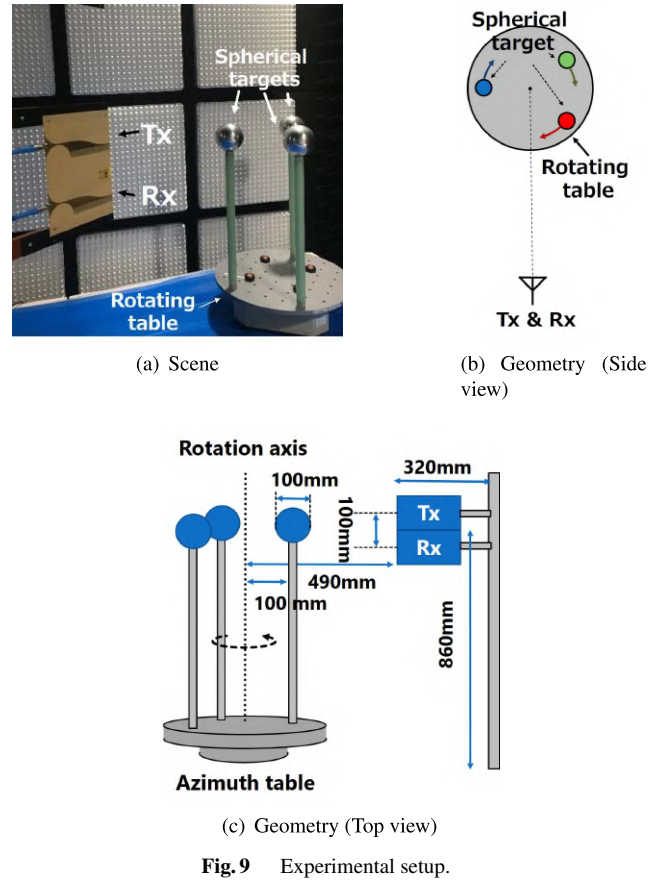 Spherical
targets
Tx
Rx
Rotating
table
(a) Scene
Spherical
target
Rotating
table
Tx & Rx
(b) Geometry (Side
view)
Rotation axis
100mm
320mm
100mm
Tx
Rx
490mm
100 mm
860mm
Azimuth table
(c) Geometry (Top view)
Fig. 9 Experimental setup.